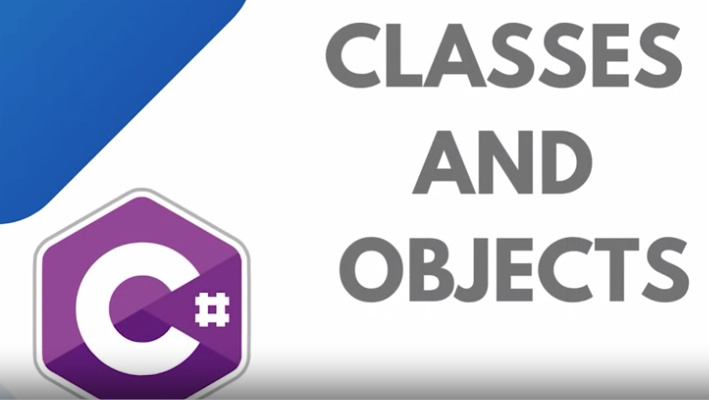 CLASSES
AND
OBJECTS
C#